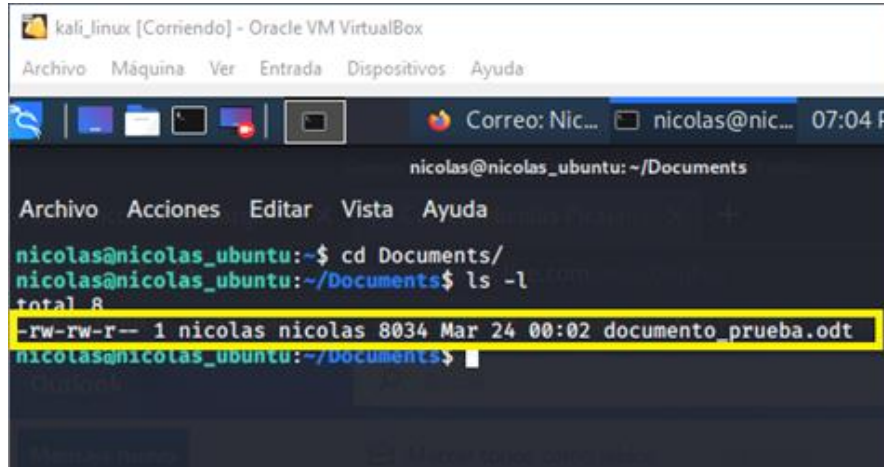 kali_linux [Corriendo] - Oracle VM VirtualBox
Archivo Máquina Ver Entrada Dispositivos Ayuda
Correo: Nic... nicolas@nic... 07:04
nicolas@nicolas_ubuntu: ~/Documents
Archivo Acciones Editar Vista Ayuda
nicolas@nicolas_ubuntu:~$ cd Documents/
nicolas@nicolas_ubuntu:~/Documents$ ls -l
total 8
-rw-rw-r-- 1 nicolas nicolas 8034 Mar 24 00:02 documento_prueba.odt
nicolas@nicolas_ubuntu:~/Documents$